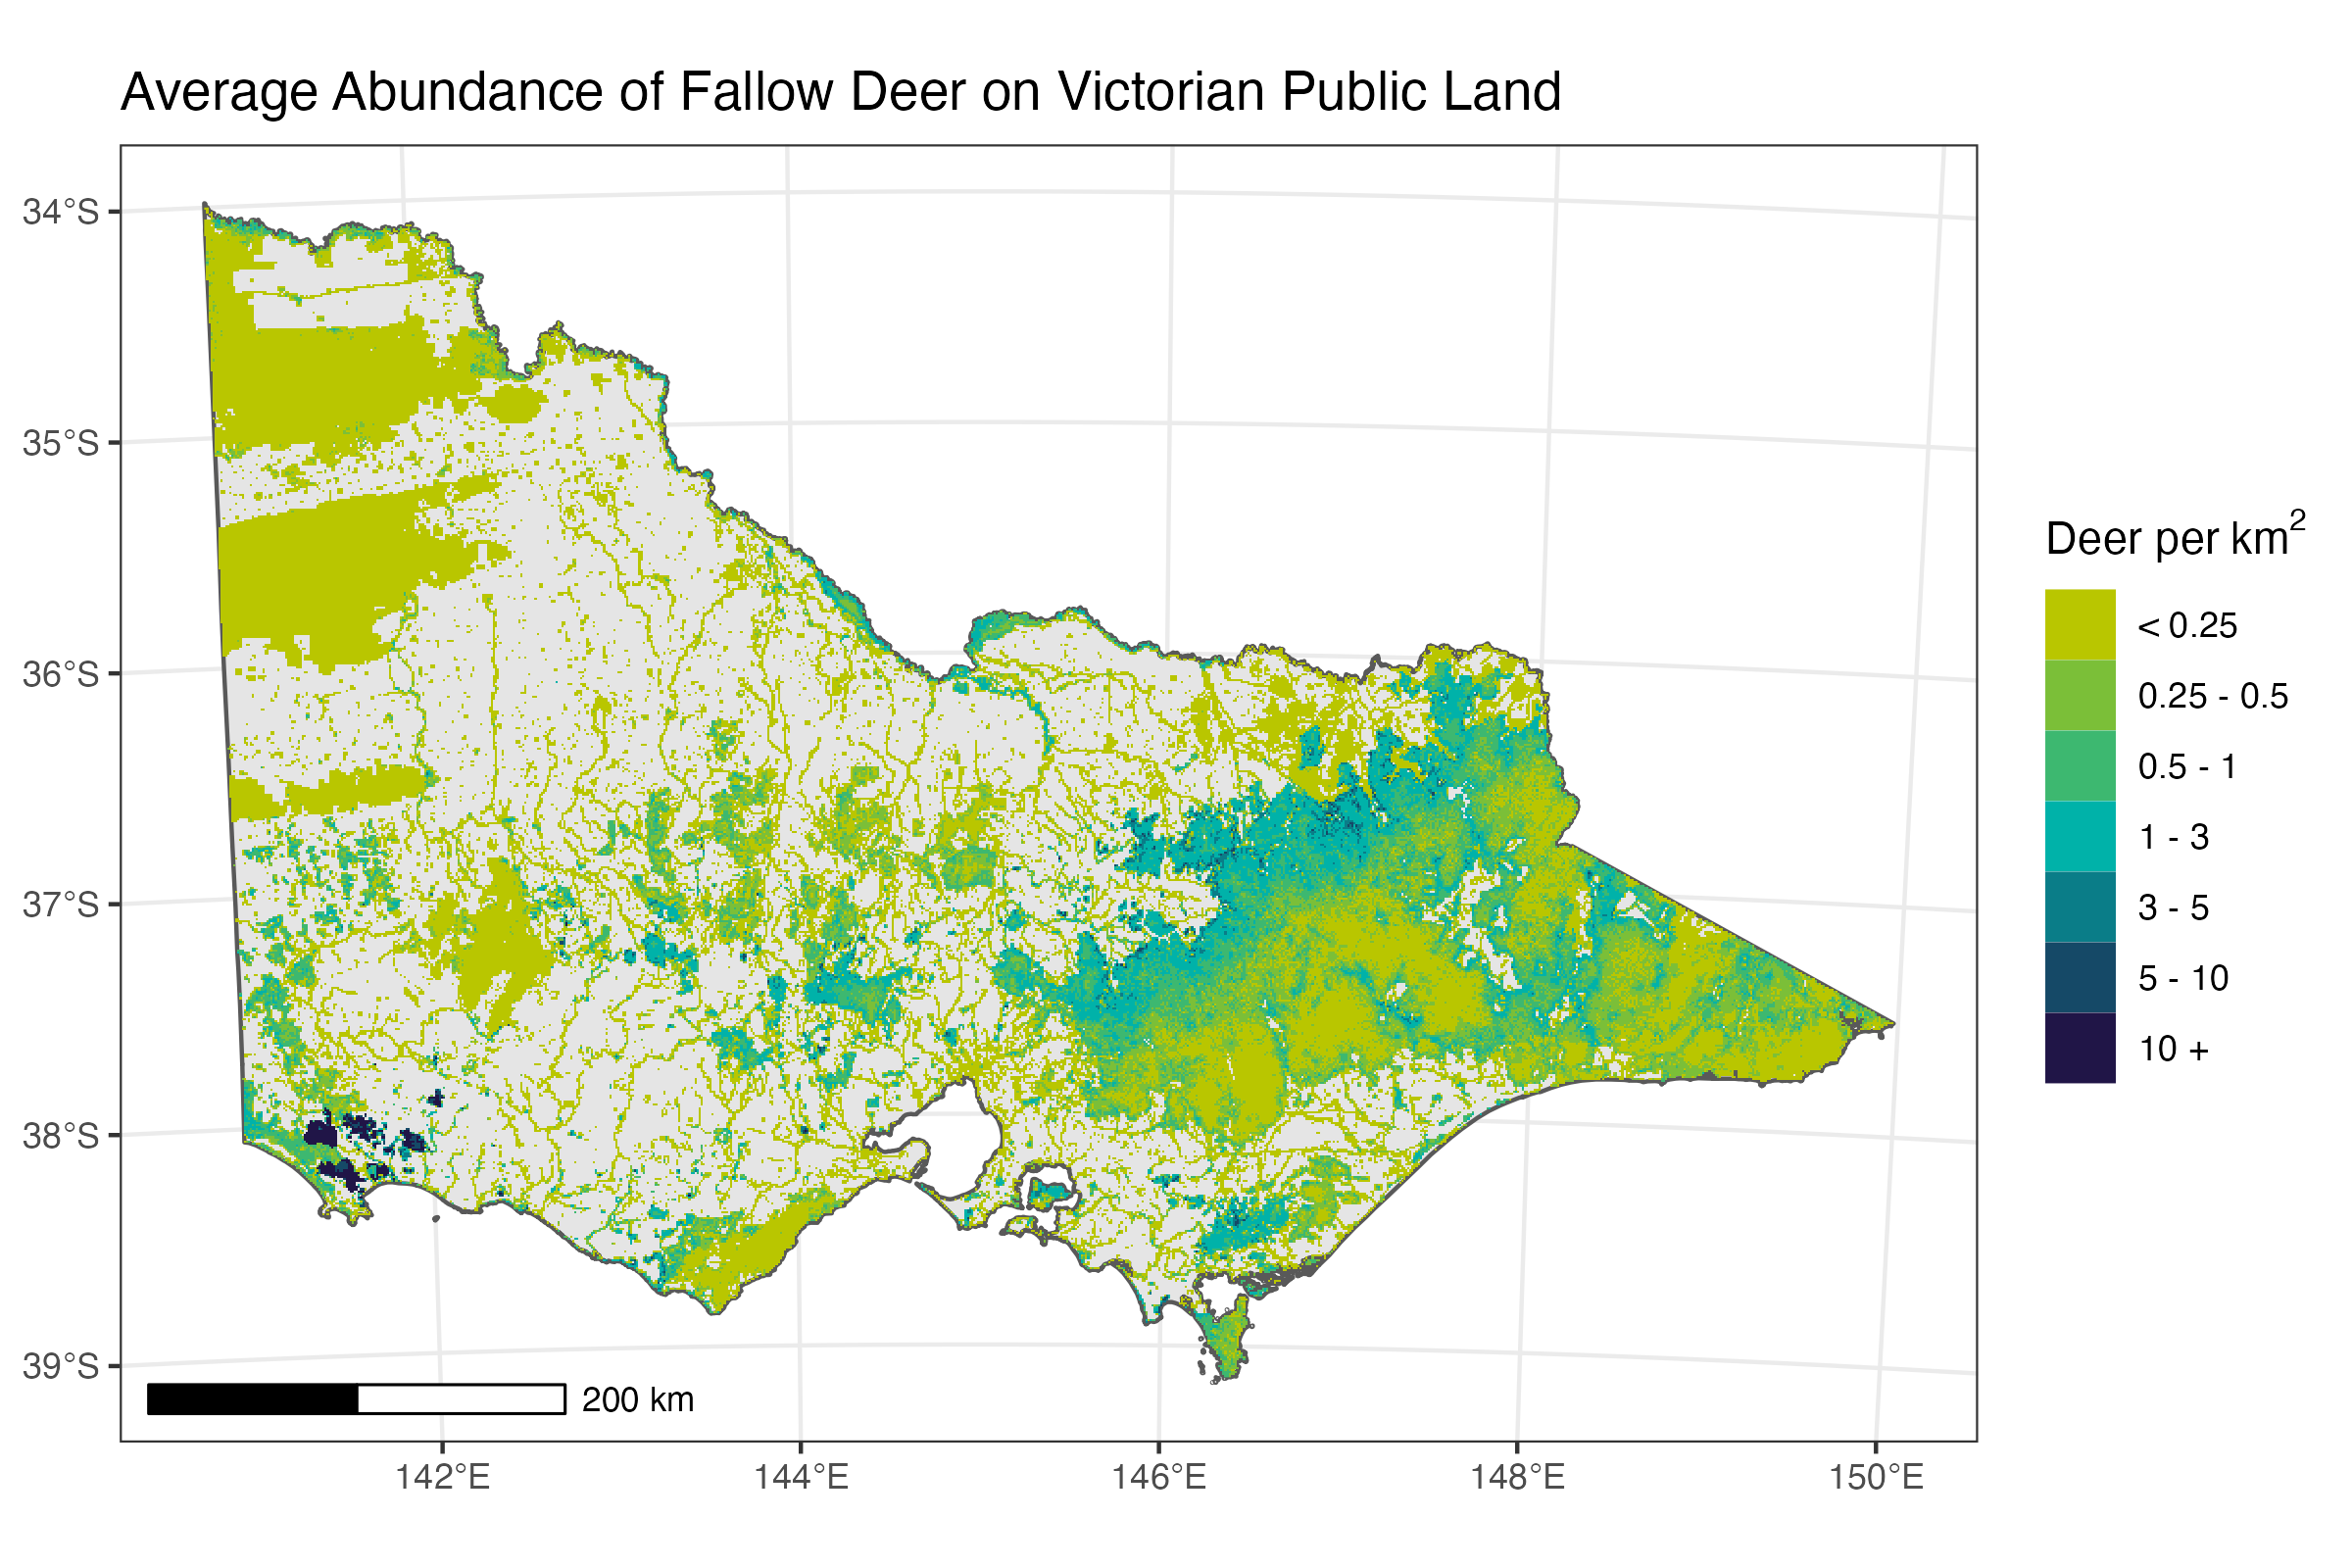 Average Abundance of Fallow Deer on Victorian Public Land
34°S
35°S
36°S
37°S
38°S
39°S
200 km
142°E
144°E
146°E
148°E
150°E
Deer per km²
< 0.25
0.25 - 0.5
0.5 - 1
1 - 3
3 - 5
5 - 10
10 +